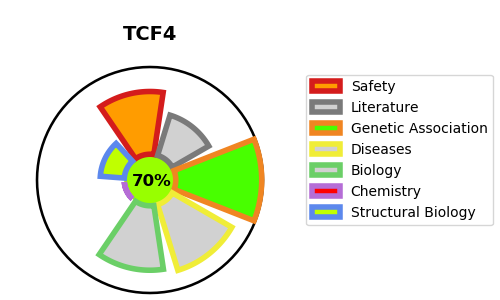 TCF4
70%
Safety
Literature
Genetic Association
Diseases
Biology
Chemistry
Structural Biology